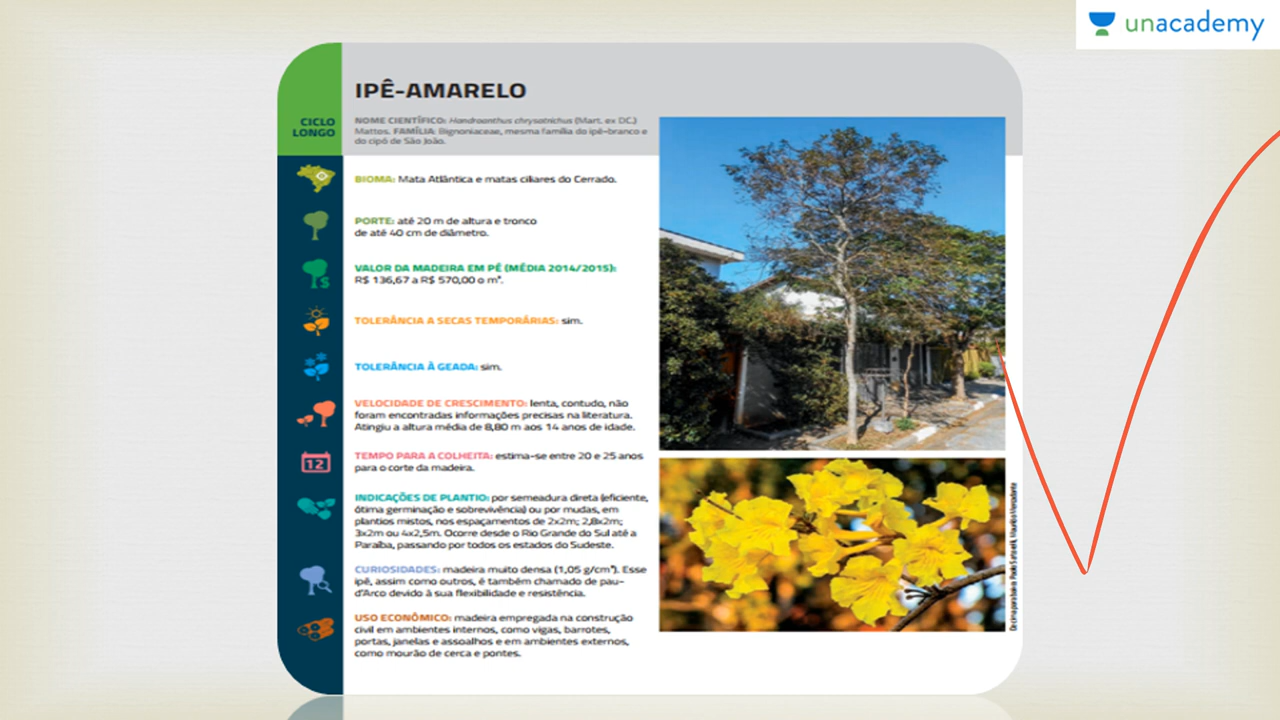 unacademy
IPÊ-AMARELO
CICLO
LONGO
NOME CIENTÍFICO: Handroanthus chrysotrichus (Mart. ex DC.)
Mattos. FAMÍLIA: Bignoniaceae, mesma família do ipê-branco e
do cipó de São João.
BIOMA: Mata Atlântica e matas ciliares do Cerrado.
PORTE: até 20 m de altura e tronco
de até 40 cm de diâmetro.
VALOR DA MADEIRA EM PÉ (MÉDIA 2014/2015):
R$ 136,67 a R$ 570,00 o m³.
TOLERÂNCIA A SECAS TEMPORÁRIAS: sim.
TOLERÂNCIA À GEADA: sim.
VELOCIDADE DE CRESCIMENTO: lenta, contudo, não
foram encontradas informações precisas na literatura.
Atingiu a altura média de 8,80 m aos 14 anos de idade.
12
TEMPO PARA A COLHEITA: estima-se entre 20 e 25 anos
para o corte da madeira.
INDICAÇÕES DE PLANTIO: por semeadura direta (eficiente,
ótima germinação e sobrevivência) ou por mudas, em
plantios mistos, nos espaçamentos de 2x2m; 2,8x2m;
3x2m ou 4x2,5m. Ocorre desde o Rio Grande do Sul até a
Paraíba, passando por todos os estados do Sudeste.
CURIOSIDADES: madeira muito densa (1,05 g/cm³). Esse
ipê, assim como outros, é também chamado de pau-
d'Arco devido à sua flexibilidade e resistência.
USO ECONÔMICO: madeira empregada na construção
civil em ambientes internos, como vigas, barrotes,
portas, janelas e assoalhos e em ambientes externos,
como mourão de cerca e pontes.